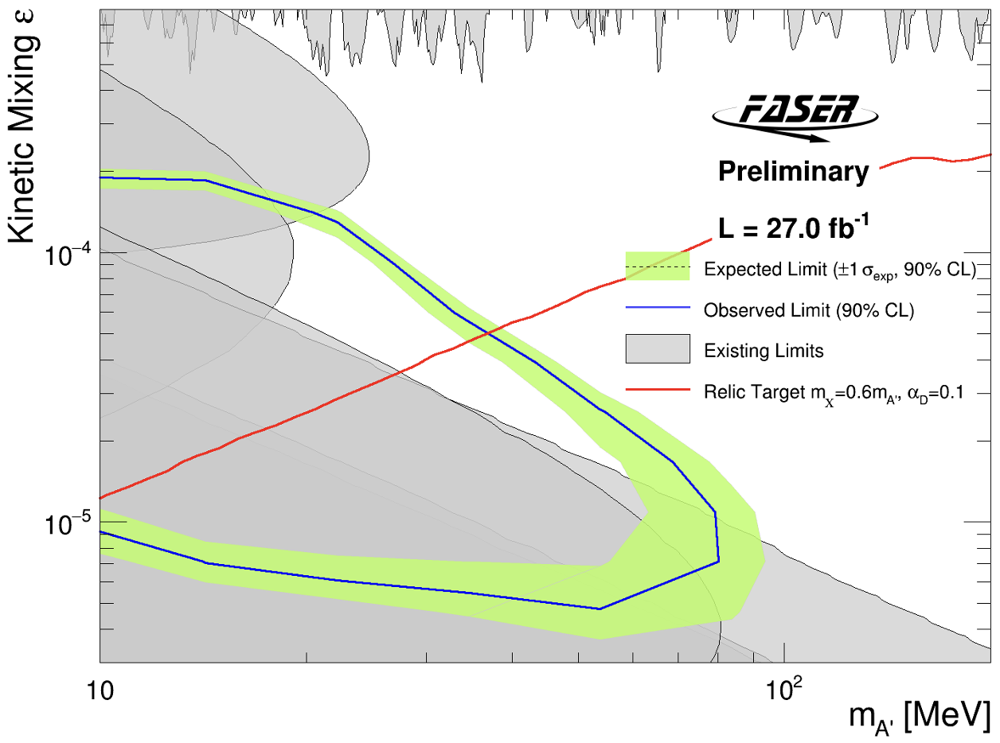 Kinetic Mixing ε
FASER
Preliminary
L = 27.0 fb⁻¹
Expected Limit (±1 σexp, 90% CL)
Observed Limit (90% CL)
Existing Limits
Relic Target mχ=0.6mA', αD=0.1
10⁻⁴
10⁻⁵
10
10²
mA' [MeV]